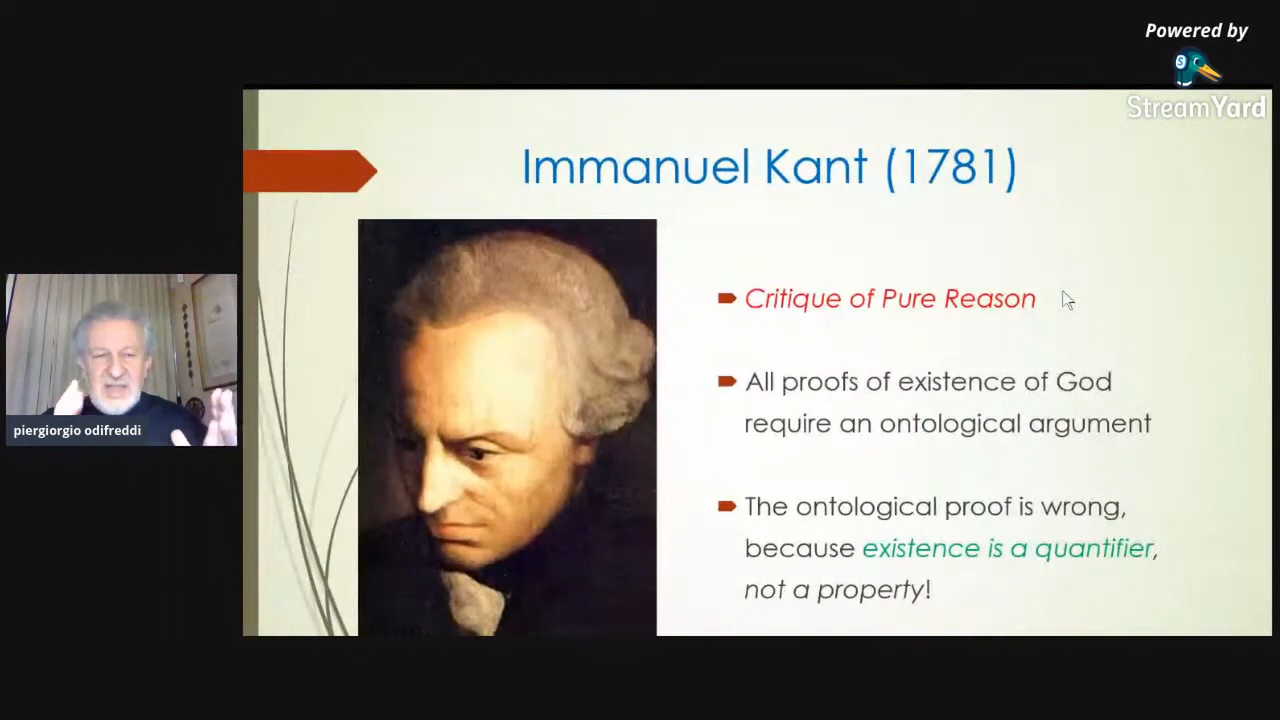 Powered by
StreamYard
Immanuel Kant (1781)
Critique of Pure Reason
All proofs of existence of God
require an ontological argument
The ontological proof is wrong,
because existence is a quantifier,
not a property!
piergiorgio odifreddi